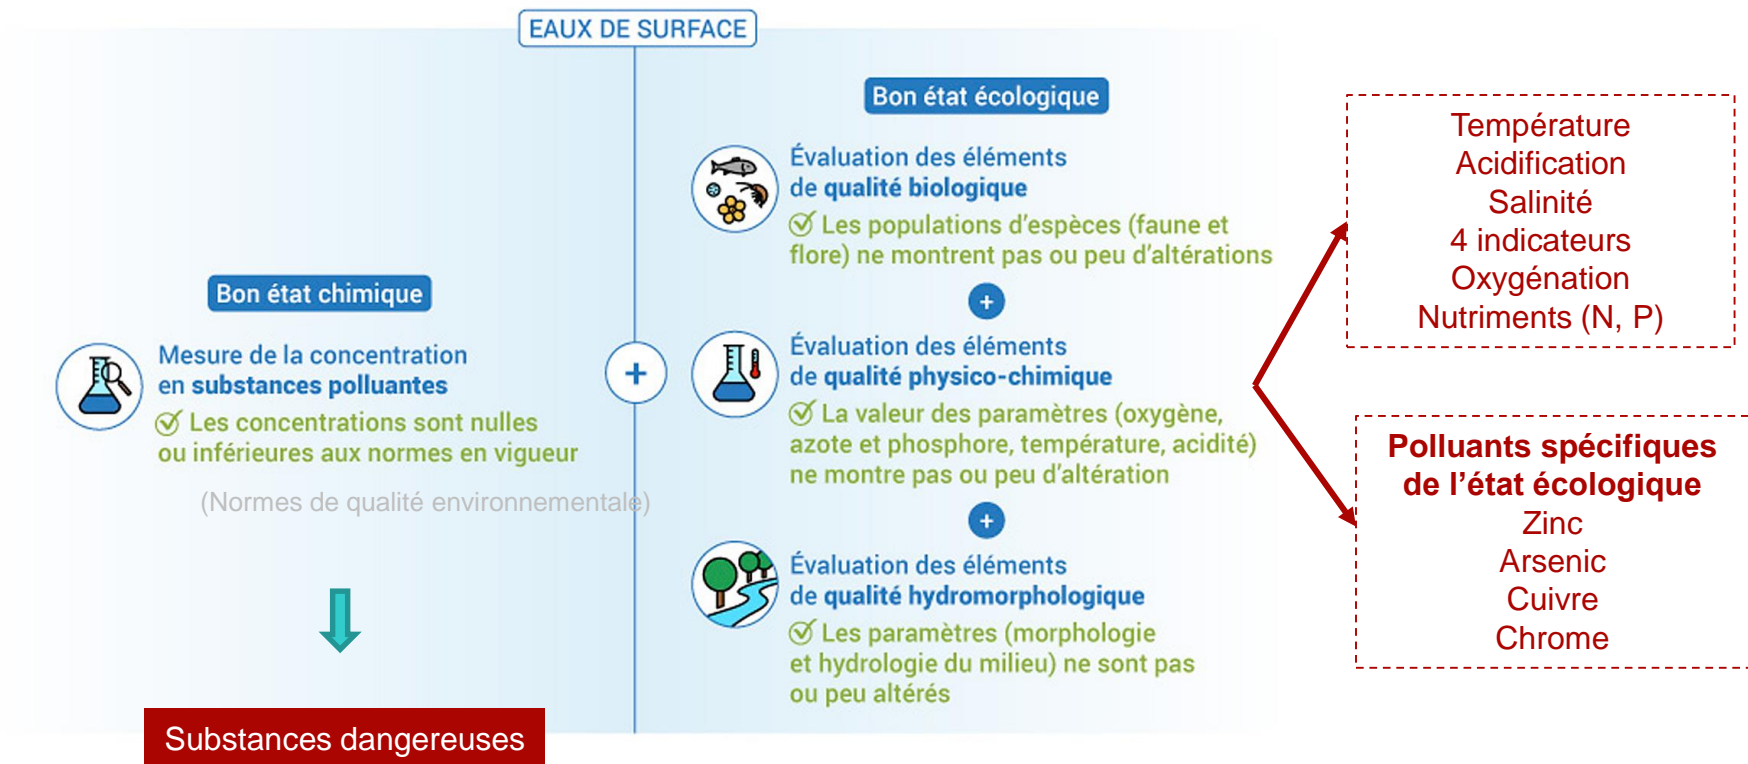 EAUX DE SURFACE
Bon état chimique
Mesure de la concentration
en substances polluantes
Les concentrations sont nulles
ou inférieures aux normes en vigueur
(Normes de qualité environnementale)
Substances dangereuses
+
Bon état écologique
Évaluation des éléments
de qualité biologique
Les populations d'espèces (faune et
flore) ne montrent pas ou peu d'altérations
+
Évaluation des éléments
de qualité physico-chimique
La valeur des paramètres (oxygène,
azote et phosphore, température, acidité)
ne montre pas ou peu d'altération
+
Évaluation des éléments
de qualité hydromorphologique
Les paramètres (morphologie
et hydrologie du milieu) ne sont pas
ou peu altérés
Température
Acidification
Salinité
4 indicateurs
Oxygénation
Nutriments (N, P)
Polluants spécifiques
de l'état écologique
Zinc
Arsenic
Cuivre
Chrome